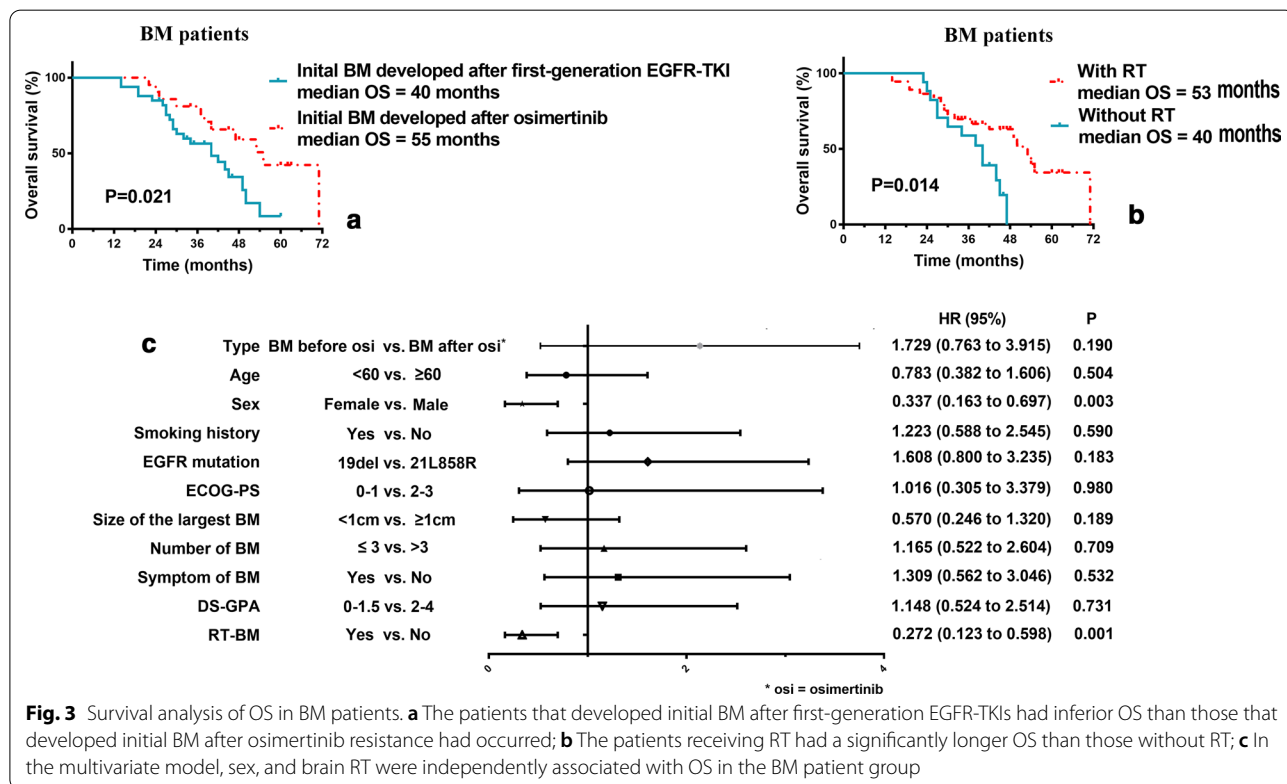 BM patients
Overall survival (%)
100
50
0
0 12 24 36 48 60 72
Time (months)
Inital BM developed after first-generation EGFR-TKI
median OS = 40 months
Initial BM developed after osimertinib
median OS = 55 months
P=0.021
a
BM patients
Overall survival (%)
100
50
0
0 12 24 36 48 60 72
Time (months)
With RT
median OS = 53 months
Without RT
median OS = 40 months
P=0.014
b
c
HR (95%) P
Type BM before osi vs. BM after osi* 1.729 (0.763 to 3.915) 0.190
Age <60 vs. ≥60 0.783 (0.382 to 1.606) 0.504
Sex Female vs. Male 0.337 (0.163 to 0.697) 0.003
Smoking history Yes vs. No 1.223 (0.588 to 2.545) 0.590
EGFR mutation 19del vs. 21L858R 1.608 (0.800 to 3.235) 0.183
ECOG-PS 0-1 vs. 2-3 1.016 (0.305 to 3.379) 0.980
Size of the largest BM <1cm vs. ≥1cm 0.570 (0.246 to 1.320) 0.189
Number of BM ≤ 3 vs. >3 1.165 (0.522 to 2.604) 0.709
Symptom of BM Yes vs. No 1.309 (0.562 to 3.046) 0.532
DS-GPA 0-1.5 vs. 2-4 1.148 (0.524 to 2.514) 0.731
RT-BM Yes vs. No 0.272 (0.123 to 0.598) 0.001
0 2 4
* osi = osimertinib
Fig. 3 Survival analysis of OS in BM patients. a The patients that developed initial BM after first-generation EGFR-TKIs had inferior OS than those that
developed initial BM after osimertinib resistance had occurred; b The patients receiving RT had a significantly longer OS than those without RT; c In
the multivariate model, sex, and brain RT were independently associated with OS in the BM patient group